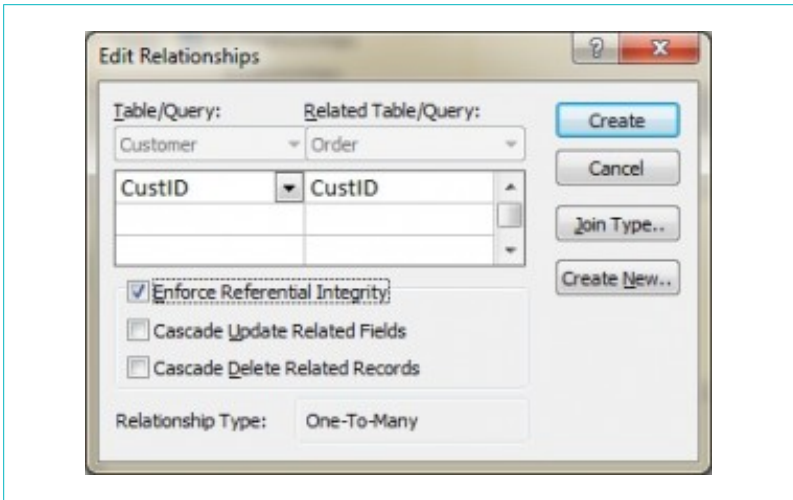 Edit Relationships
Table/Query: Related Table/Query:
Customer Order
CustID CustID
Enforce Referential Integrity
Cascade Update Related Fields
Cascade Delete Related Records
Relationship Type: One-To-Many
?
Create
Cancel
Join Type..
Create New..